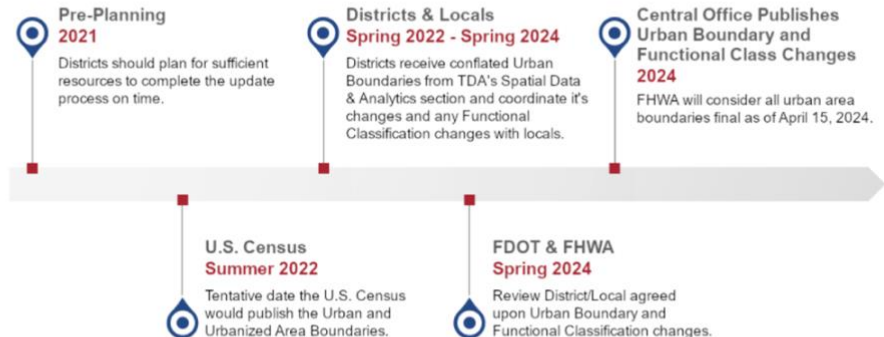 Pre-Planning
2021
Districts should plan for sufficient
resources to complete the update
process on time.
Districts & Locals
Spring 2022 - Spring 2024
Districts receive conflated Urban
Boundaries from TDA's Spatial Data
& Analytics section and coordinate it's
changes and any Functional
Classification changes with locals.
Central Office Publishes
Urban Boundary and
Functional Class Changes
2024
FHWA will consider all urban area
boundaries final as of April 15, 2024.
U.S. Census
Summer 2022
Tentative date the U.S. Census
would publish the Urban and
Urbanized Area Boundaries.
FDOT & FHWA
Spring 2024
Review District/Local agreed
upon Urban Boundary and
Functional Classification changes.